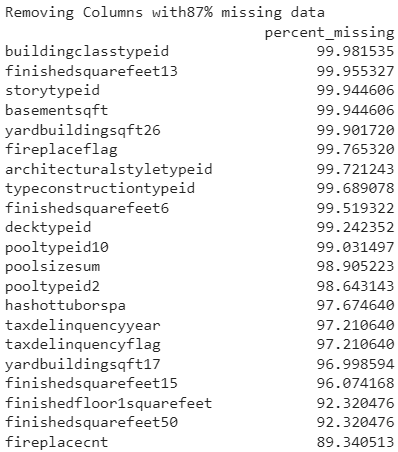 Removing Columns with87% missing data
percent_missing
buildingclasstypeid 99.981535
finishedsquarefeet13 99.955327
storytypeid 99.944606
basementsqft 99.944606
yardbuildingsqft26 99.901720
fireplaceflag 99.765320
architecturalstyletypeid 99.721243
typeconstructiontypeid 99.689078
finishedsquarefeet6 99.519322
decktypeid 99.242352
pooltypeid10 99.031497
poolsizesum 98.905223
pooltypeid2 98.643143
hashottuborspa 97.674640
taxdelinquencyyear 97.210640
taxdelinquencyflag 97.210640
yardbuildingsqft17 96.998594
finishedsquarefeet15 96.074168
finishedfloor1squarefeet 92.320476
finishedsquarefeet50 92.320476
fireplacecnt 89.340513